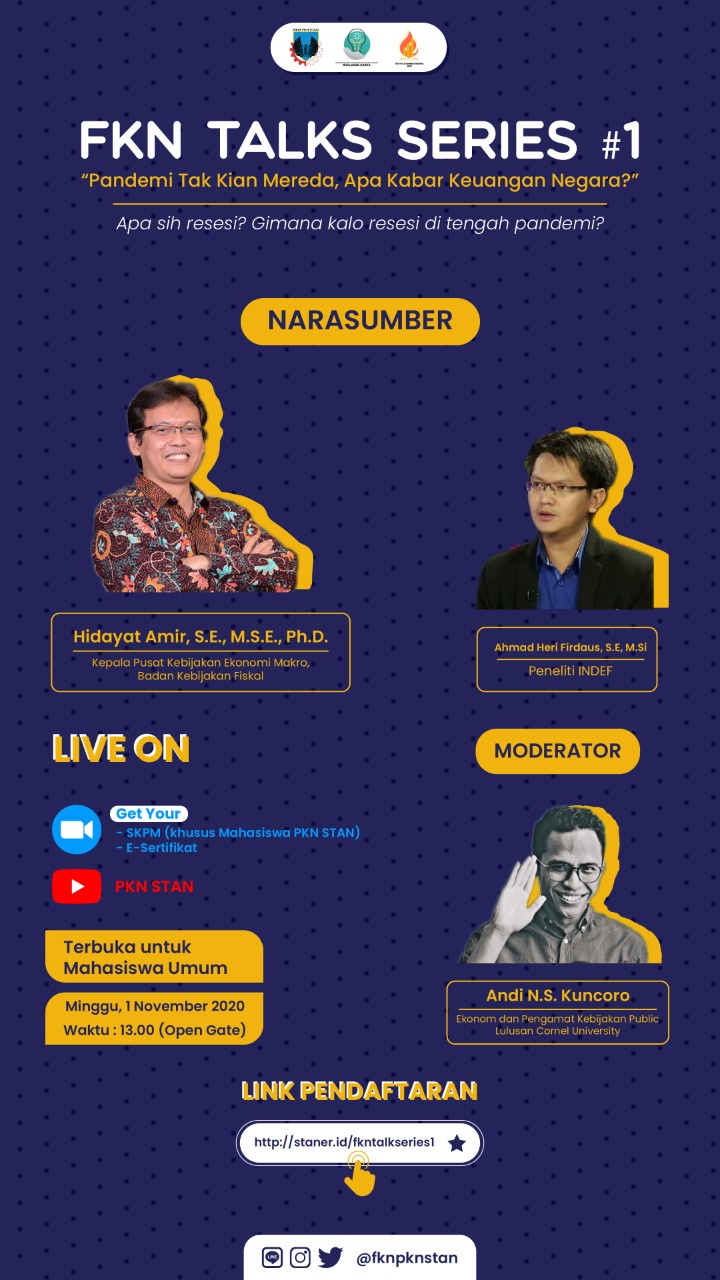 BEM PKN STAN
FKN TALKS SERIES #1
“Pandemi Tak Kian Mereda, Apa Kabar Keuangan Negara?”
Apa sih resesi? Gimana kalo resesi di tengah pandemi?
NARASUMBER
Hidayat Amir, S.E., M.S.E., Ph.D.
Kepala Pusat Kebijakan Ekonomi Makro,
Badan Kebijakan Fiskal
Ahmad Heri Firdaus, S.E, M.Si
Peneliti INDEF
LIVE ON
Get Your
- SKPM (khusus Mahasiswa PKN STAN)
- E-Sertifikat
PKN STAN
Terbuka untuk
Mahasiswa Umum
Minggu, 1 November 2020
Waktu : 13.00 (Open Gate)
MODERATOR
Andi N.S. Kuncoro
Ekonom dan Pengamat Kebijakan Public
Lulusan Cornel University
LINK PENDAFTARAN
http://staner.id/fkntalkseries1
LINE
@fknpknstan